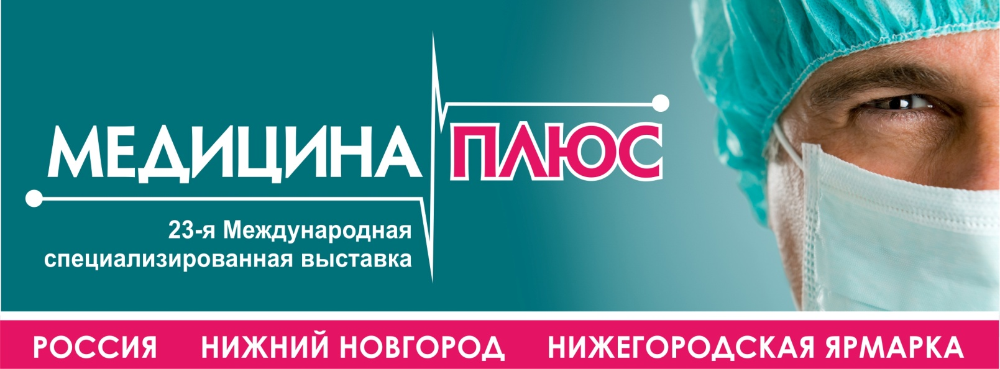 МЕДИЦИНА ПЛЮС
23-я Международная
специализированная выставка
РОССИЯ НИЖНИЙ НОВГОРОД НИЖЕГОРОДСКАЯ ЯРМАРКА